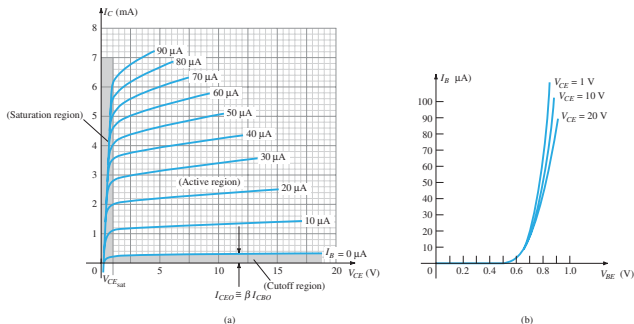 I_C (mA)
8
7
6
5
4
3
2
1
0
5
10
15
20
V_CE (V)
90 μA
80 μA
70 μA
60 μA
50 μA
40 μA
30 μA
20 μA
10 μA
I_B = 0 μA
(Saturation region)
(Active region)
(Cutoff region)
V_CEsat
I_CEO ≅ β I_CBO
(a)
I_B μA
100
90
80
70
60
50
40
30
20
10
0
0.2
0.4
0.6
0.8
1.0
V_BE (V)
V_CE = 1 V
V_CE = 10 V
V_CE = 20 V
(b)